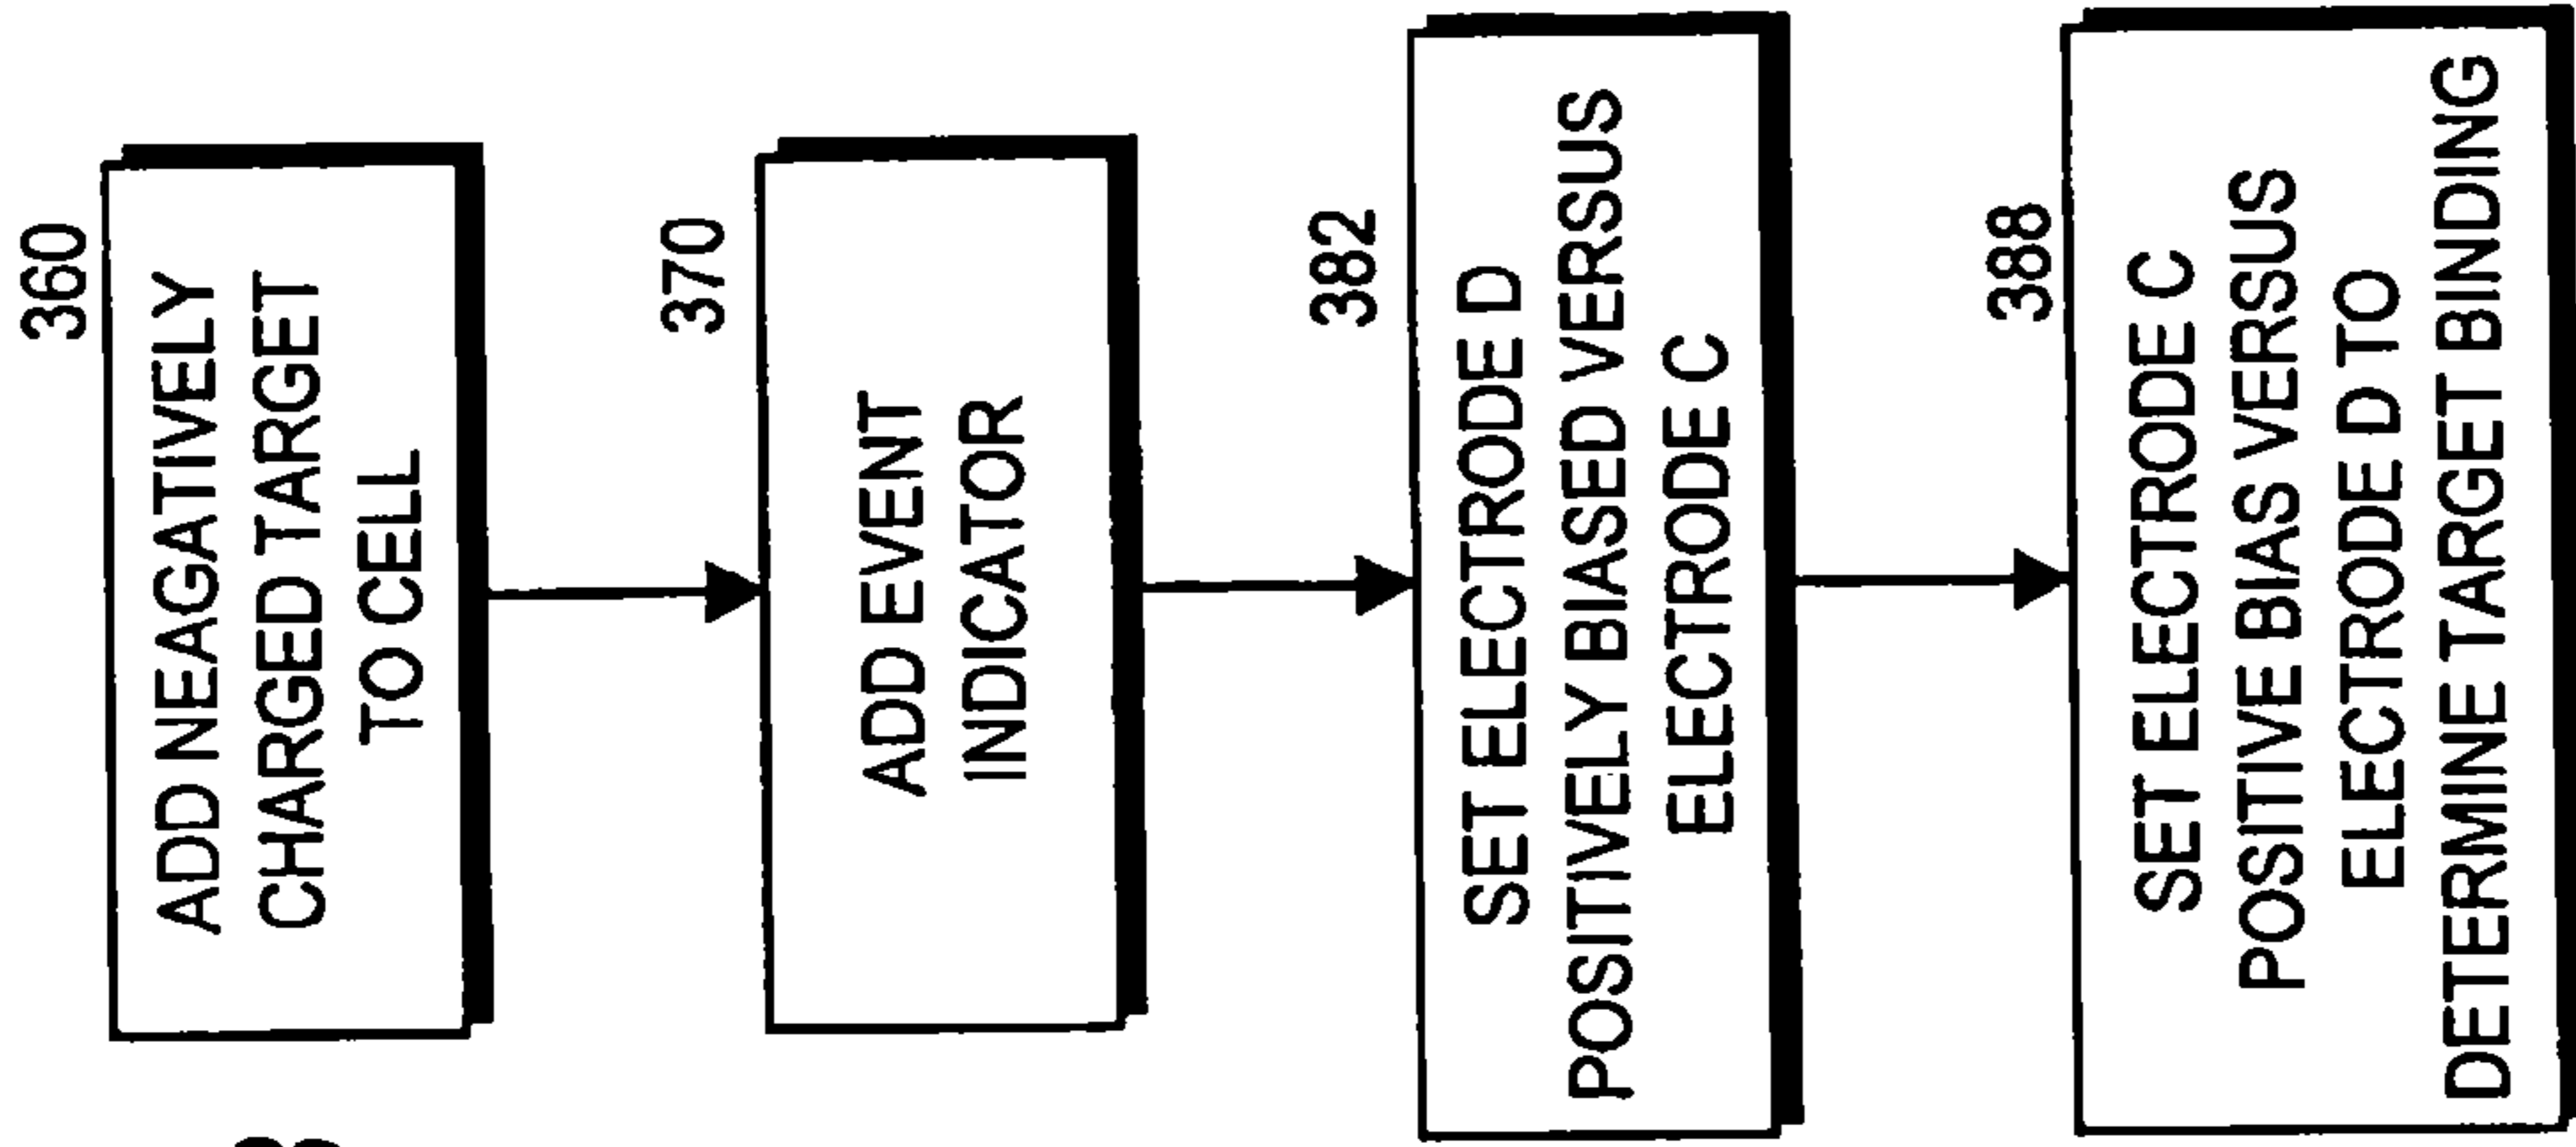 360
ADD NEAGATIVELY
CHARGED TARGET
TO CELL
370
ADD EVENT
INDICATOR
382
SET ELECTRODE D
POSITIVELY BIASED VERSUS
ELECTRODE C
388
SET ELECTRODE C
POSITIVE BIAS VERSUS
ELECTRODE D TO
DETERMINE TARGET BINDING